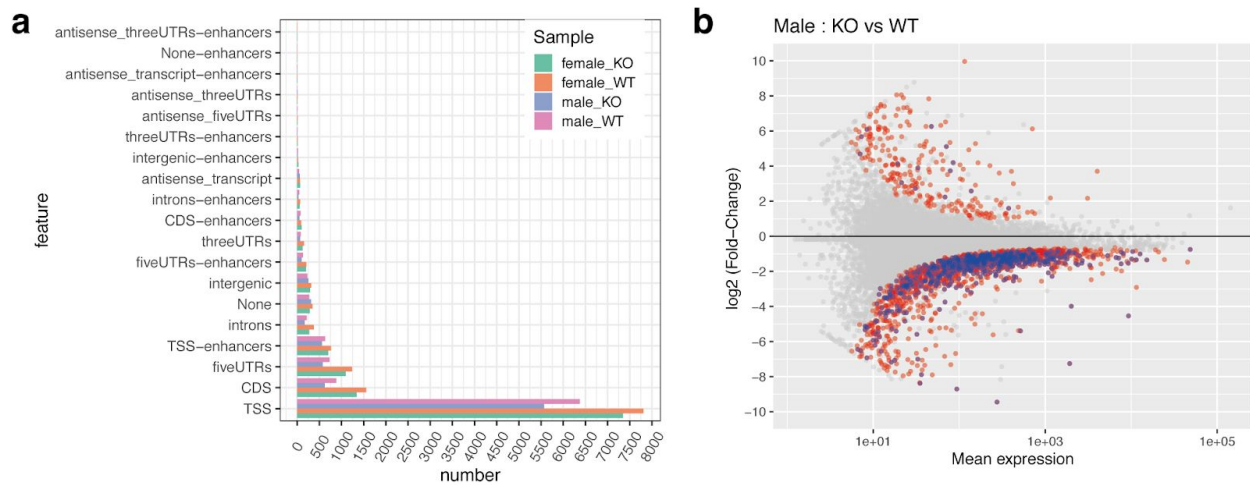 a
feature
antisense_threeUTRs−enhancers
None−enhancers
antisense_transcript−enhancers
antisense_threeUTRs
antisense_fiveUTRs
threeUTRs−enhancers
intergenic−enhancers
antisense_transcript
introns−enhancers
CDS−enhancers
threeUTRs
fiveUTRs−enhancers
intergenic
None
introns
TSS−enhancers
fiveUTRs
CDS
TSS
0 500 1000 1500 2000 2500 3000 3500 4000 4500 5000 5500 6000 6500 7000 7500 8000
number
Sample
female_KO
female_WT
male_KO
male_WT
b
Male : KO vs WT
log2 (Fold−Change)
10
8
6
4
2
0
−2
−4
−6
−8
−10
1e+01 1e+03 1e+05
Mean expression